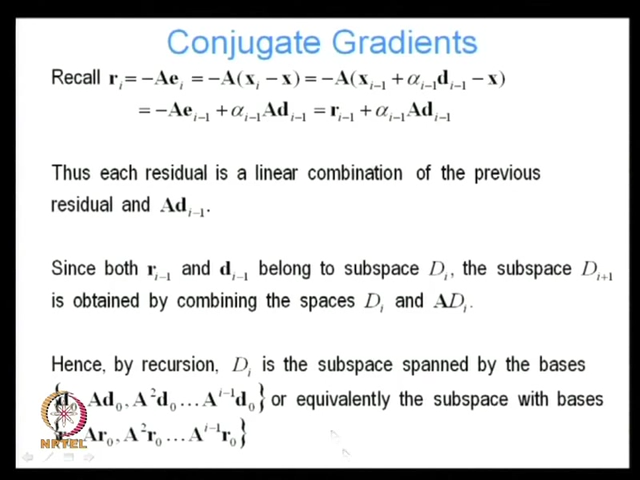 Conjugate Gradients
Recall r_i = −Ae_i = −A(x_i − x) = −A(x_{i−1} + α_{i−1}d_{i−1} − x)
= −Ae_{i−1} + α_{i−1}Ad_{i−1} = r_{i−1} + α_{i−1}Ad_{i−1}
Thus each residual is a linear combination of the previous
residual and Ad_{i−1}.
Since both r_{i−1} and d_{i−1} belong to subspace D_i, the subspace D_{i+1}
is obtained by combining the spaces D_i and AD_i.
Hence, by recursion, D_i is the subspace spanned by the bases
{d_0, Ad_0, A²d_0 … A^{i−1}d_0} or equivalently the subspace with bases
Ar_0, A²r_0 … A^{i−1}r_0}
NPTEL